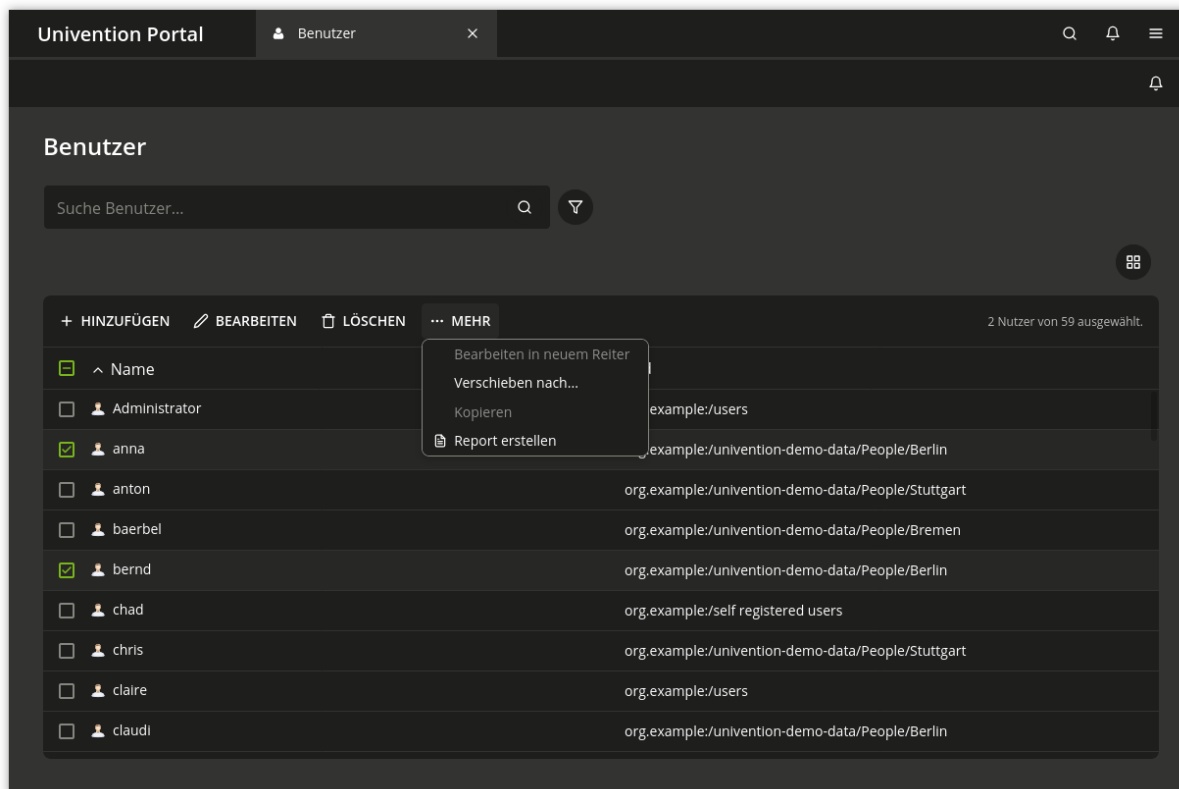 Univention Portal Benutzer
Benutzer
Suche Benutzer...
HINZUFÜGEN BEARBEITEN LÖSCHEN ... MEHR 2 Nutzer von 59 ausgewählt.
Bearbeiten in neuem Reiter
Verschieben nach...
Kopieren
Report erstellen
Name
Administrator example:/users
anna example:/univention-demo-data/People/Berlin
anton org.example:/univention-demo-data/People/Stuttgart
baerbel org.example:/univention-demo-data/People/Bremen
bernd org.example:/univention-demo-data/People/Berlin
chad org.example:/self registered users
chris org.example:/univention-demo-data/People/Stuttgart
claire org.example:/users
claudi org.example:/univention-demo-data/People/Berlin